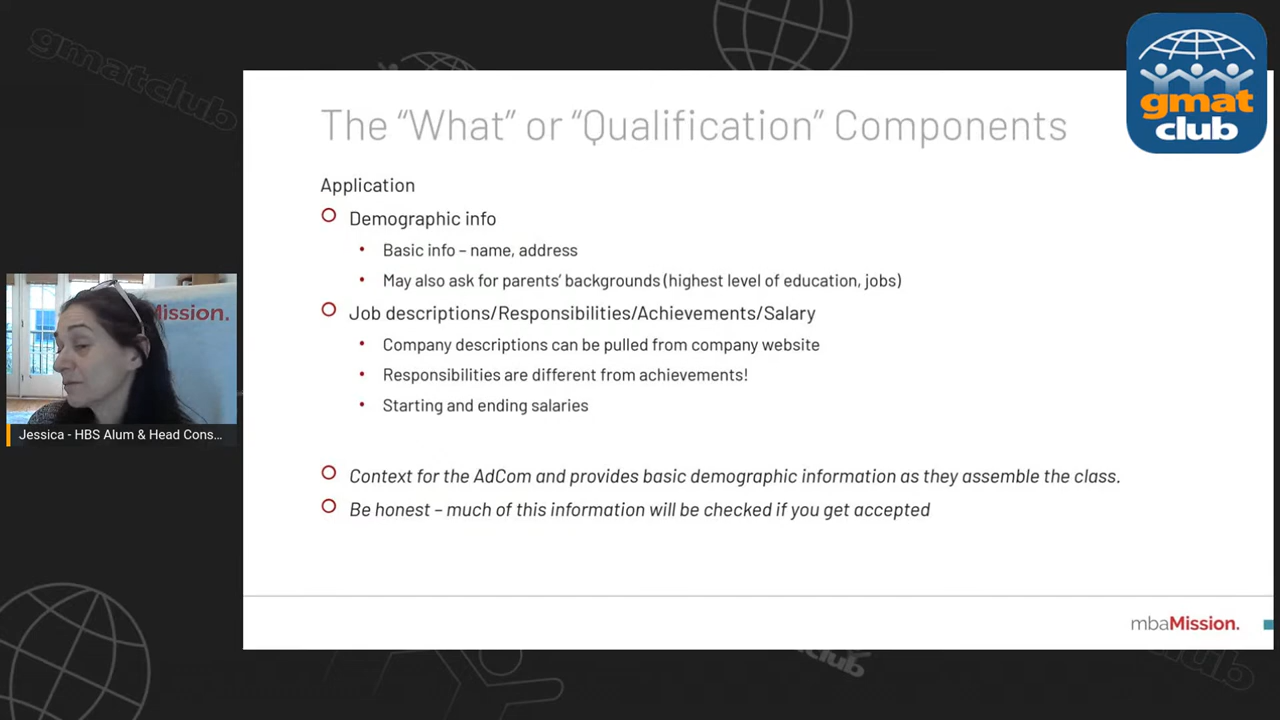 gmatclub
gmat
club
The “What” or “Qualification” Components
Application
Demographic info
Basic info – name, address
May also ask for parents’ backgrounds (highest level of education, jobs)
Job descriptions/Responsibilities/Achievements/Salary
Company descriptions can be pulled from company website
Responsibilities are different from achievements!
Starting and ending salaries
Mission.
Jessica - HBS Alum & Head Cons...
Context for the AdCom and provides basic demographic information as they assemble the class.
Be honest – much of this information will be checked if you get accepted
mbaMission.
club